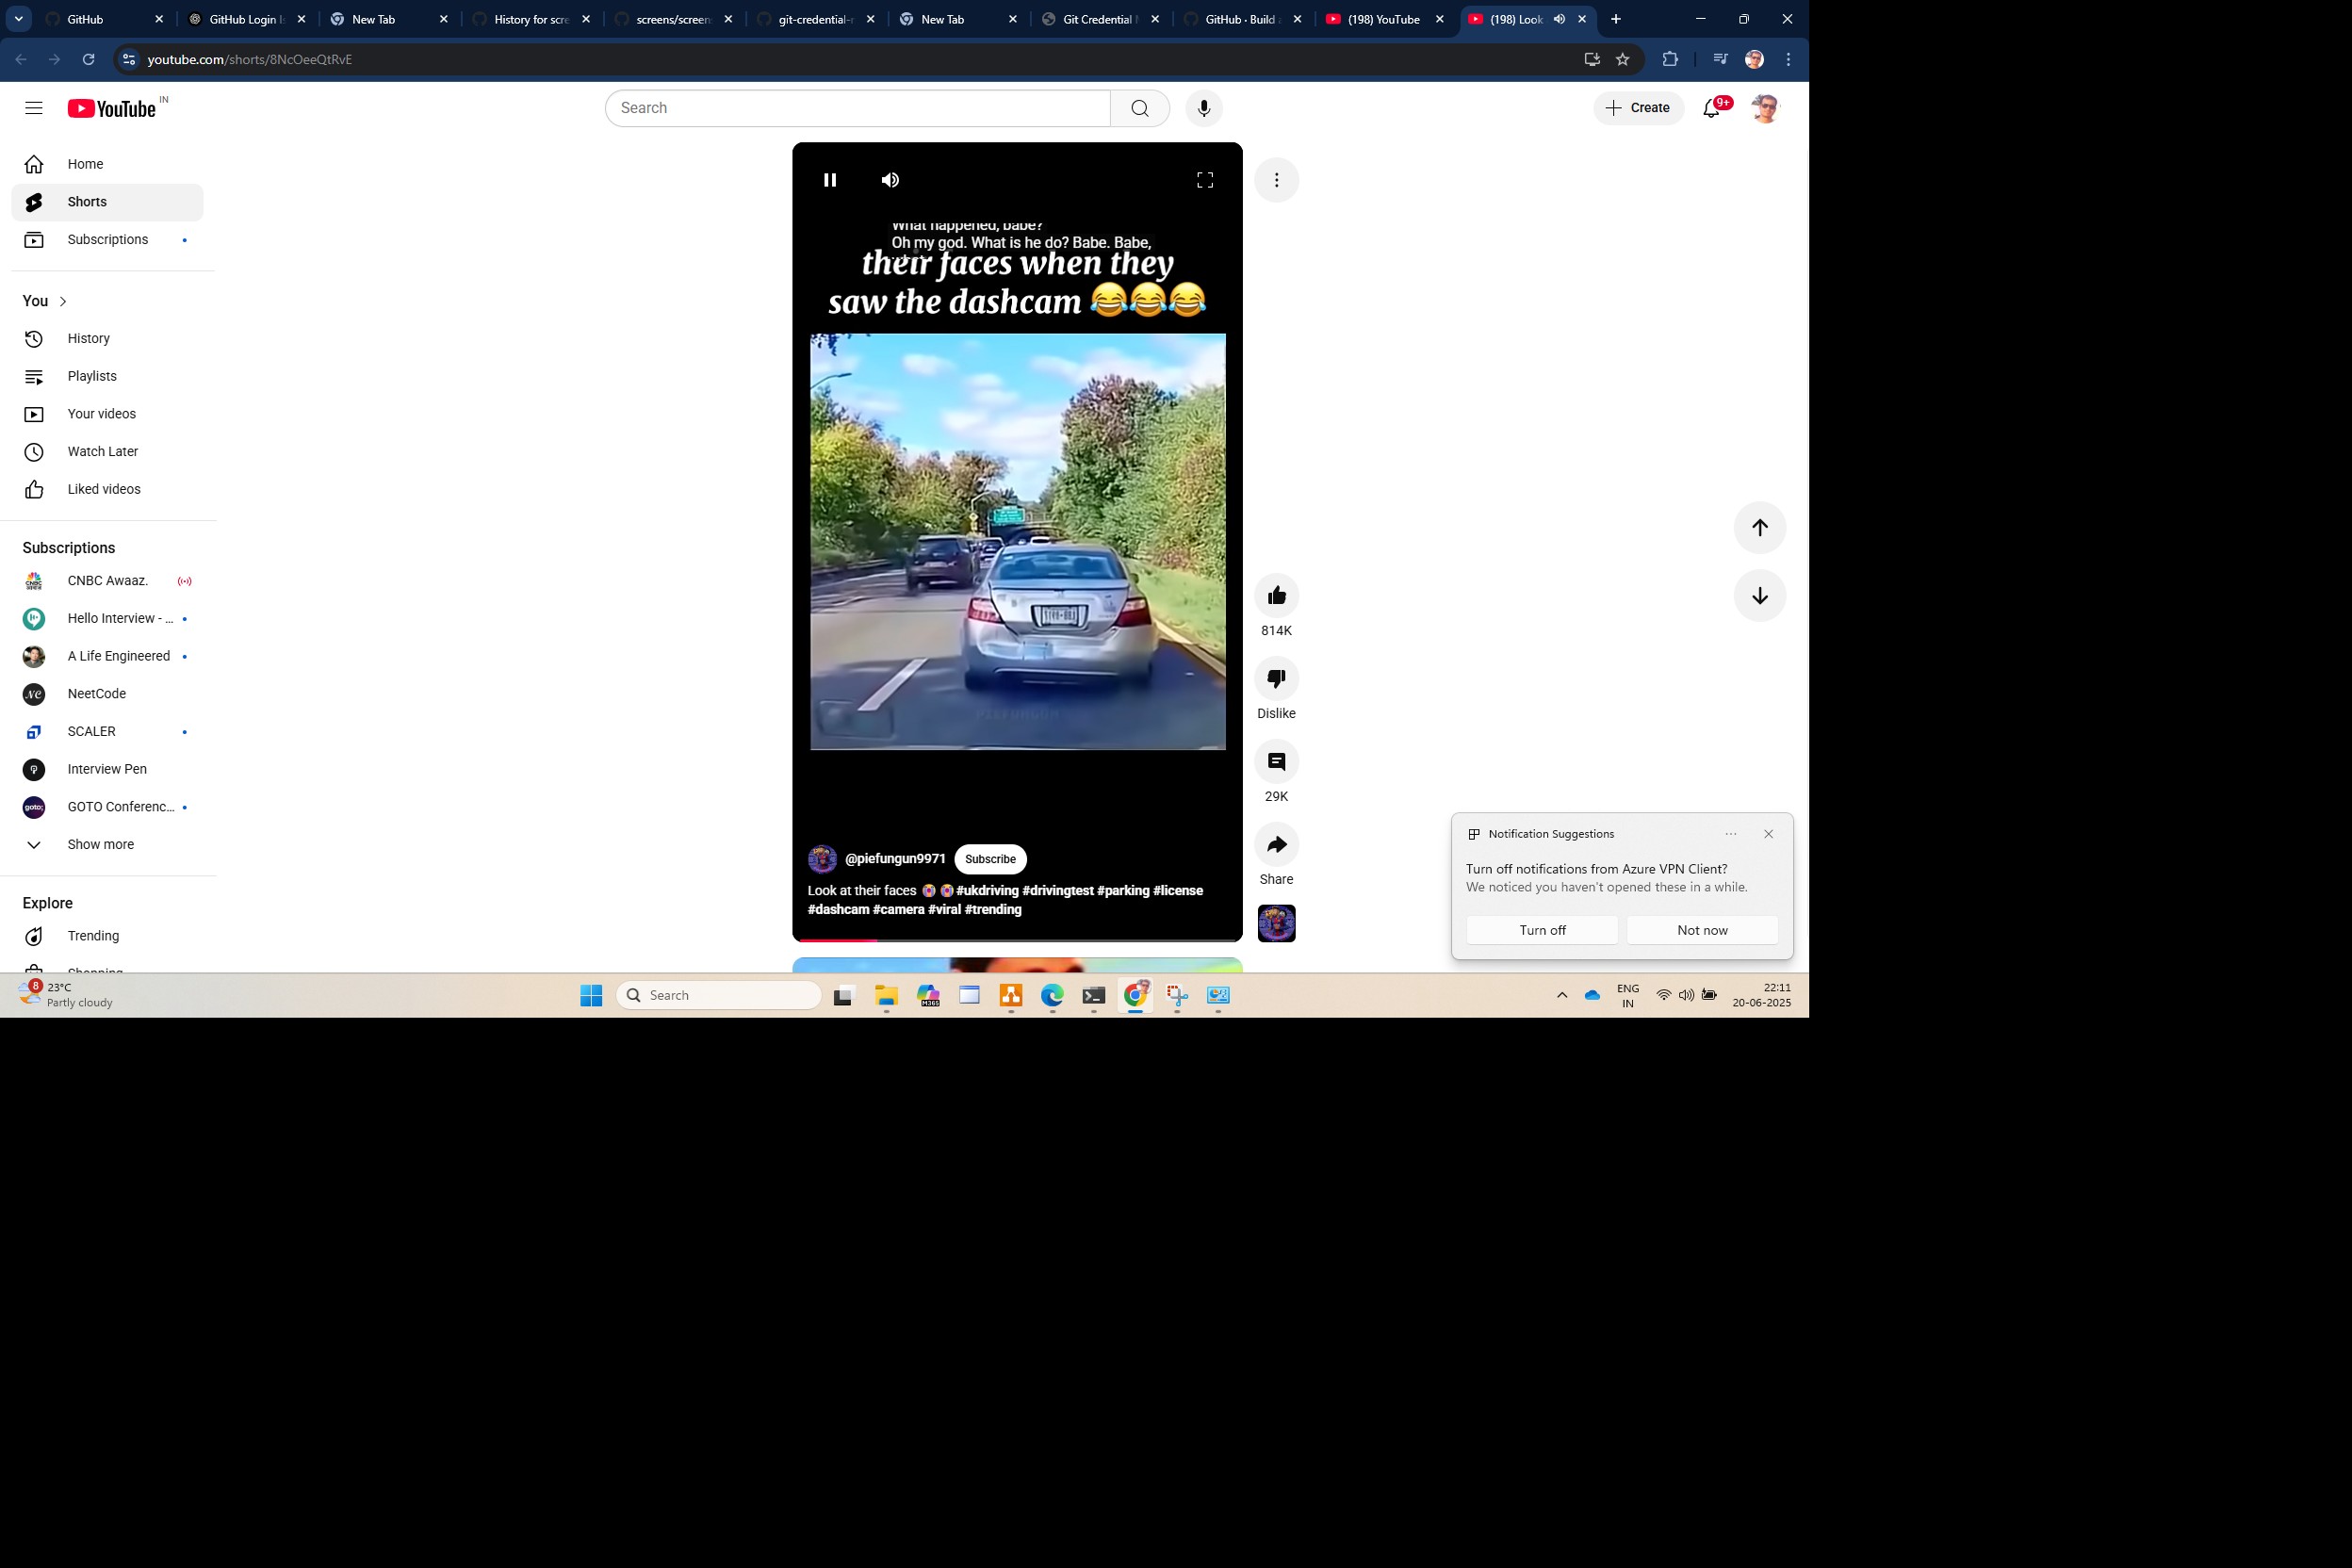 GitHub
GitHub Login Is
New Tab
History for scre
screens/screen
git-credential-
New Tab
Git Credential
GitHub · Build
(198) YouTube
(198) Look
youtube.com/shorts/8NcOeeQtRvE
YouTube IN
Search
Create
9+
Home
Shorts
Subscriptions
You
History
Playlists
Your videos
Watch Later
Liked videos
Subscriptions
CNBC Awaaz.
Hello Interview - ...
A Life Engineered
NeetCode
SCALER
Interview Pen
GOTO Conferenc...
Show more
Explore
Trending
Shopping
What happened, babe?
Oh my god. What is he do? Babe. Babe,
their faces when they
saw the dashcam 😂😂😂
PIEFUNGUN
@piefungun9971
Subscribe
Look at their faces #ukdriving #drivingtest #parking #license
#dashcam #camera #viral #trending
814K
Dislike
29K
Share
Notification Suggestions
Turn off notifications from Azure VPN Client?
We noticed you haven't opened these in a while.
Turn off
Not now
8
23°C
Partly cloudy
Search
M365
ENG
IN
22:11
20-06-2025